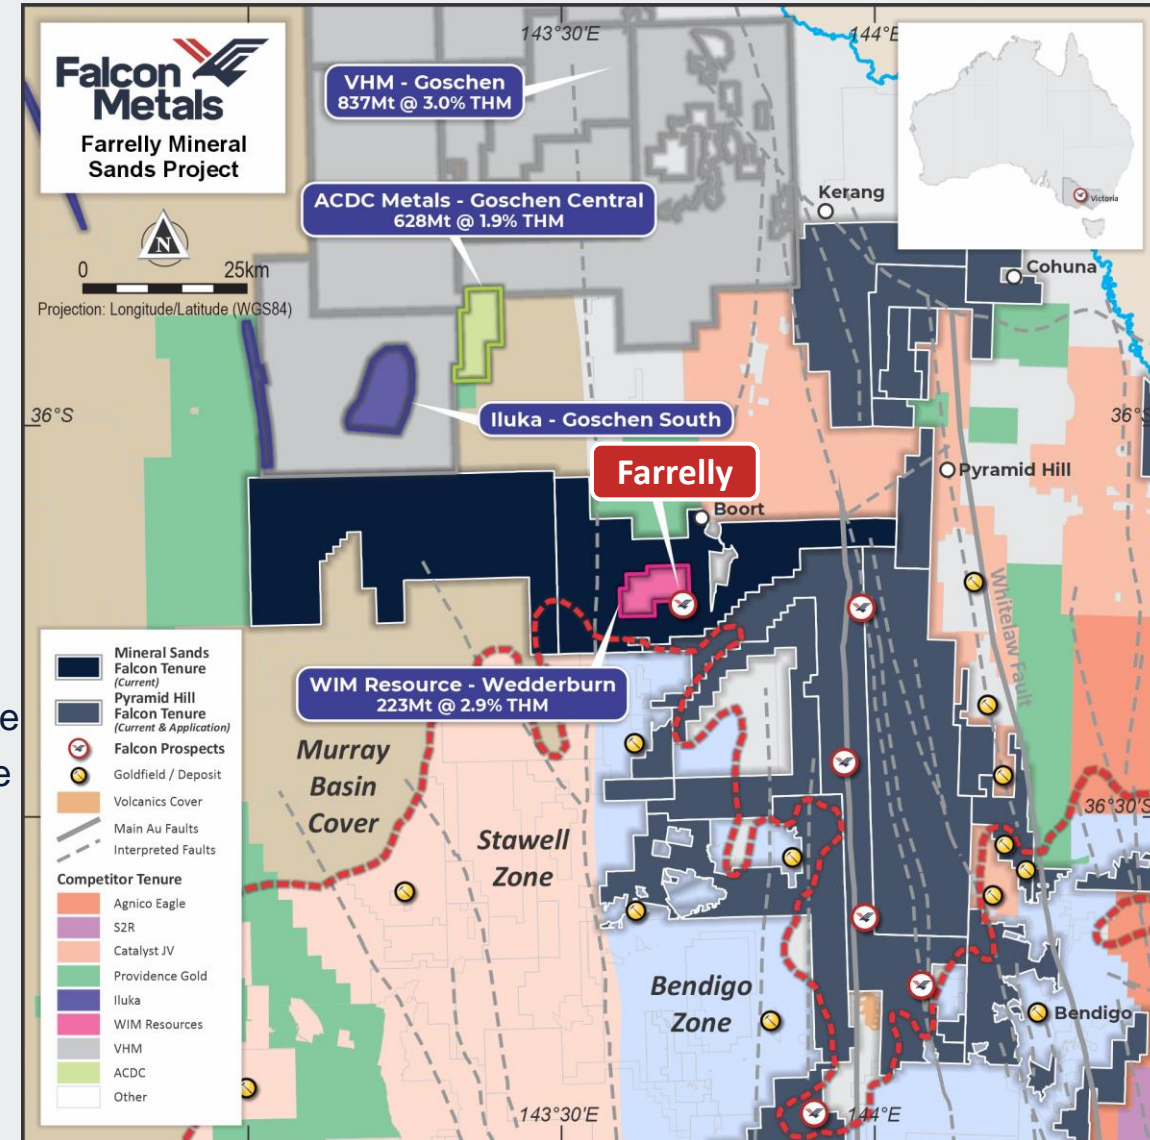 Falcon
Metals
Farrelly Mineral
Sands Project
N
0 25km
Projection: Longitude/Latitude (WGS84)
143°30'E
144°E
VHM - Goschen
837Mt @ 3.0% THM
ACDC Metals - Goschen Central
628Mt @ 1.9% THM
Kerang
Victoria
Cohuna
36°S
36°S
Iluka - Goschen South
Farrelly
Pyramid Hill
Boort
Whitelaw Fault
WIM Resource - Wedderburn
223Mt @ 2.9% THM
Murray
Basin
Cover
Stawell
Zone
36°30'S
Bendigo
Zone
Bendigo
143°30'E
144°E
e
e
Mineral Sands
Falcon Tenure
(Current)
Pyramid Hill
Falcon Tenure
(Current & Application)
Falcon Prospects
Goldfield / Deposit
Volcanics Cover
Main Au Faults
Interpreted Faults
Competitor Tenure
Agnico Eagle
S2R
Catalyst JV
Providence Gold
Iluka
WIM Resources
VHM
ACDC
Other